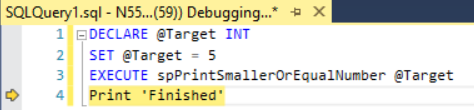 SQLQuery1.sql - N55...(59)) Debugging...*
1 DECLARE @Target INT
2 SET @Target = 5
3 EXECUTE spPrintSmallerOrEqualNumber @Target
4 Print 'Finished'